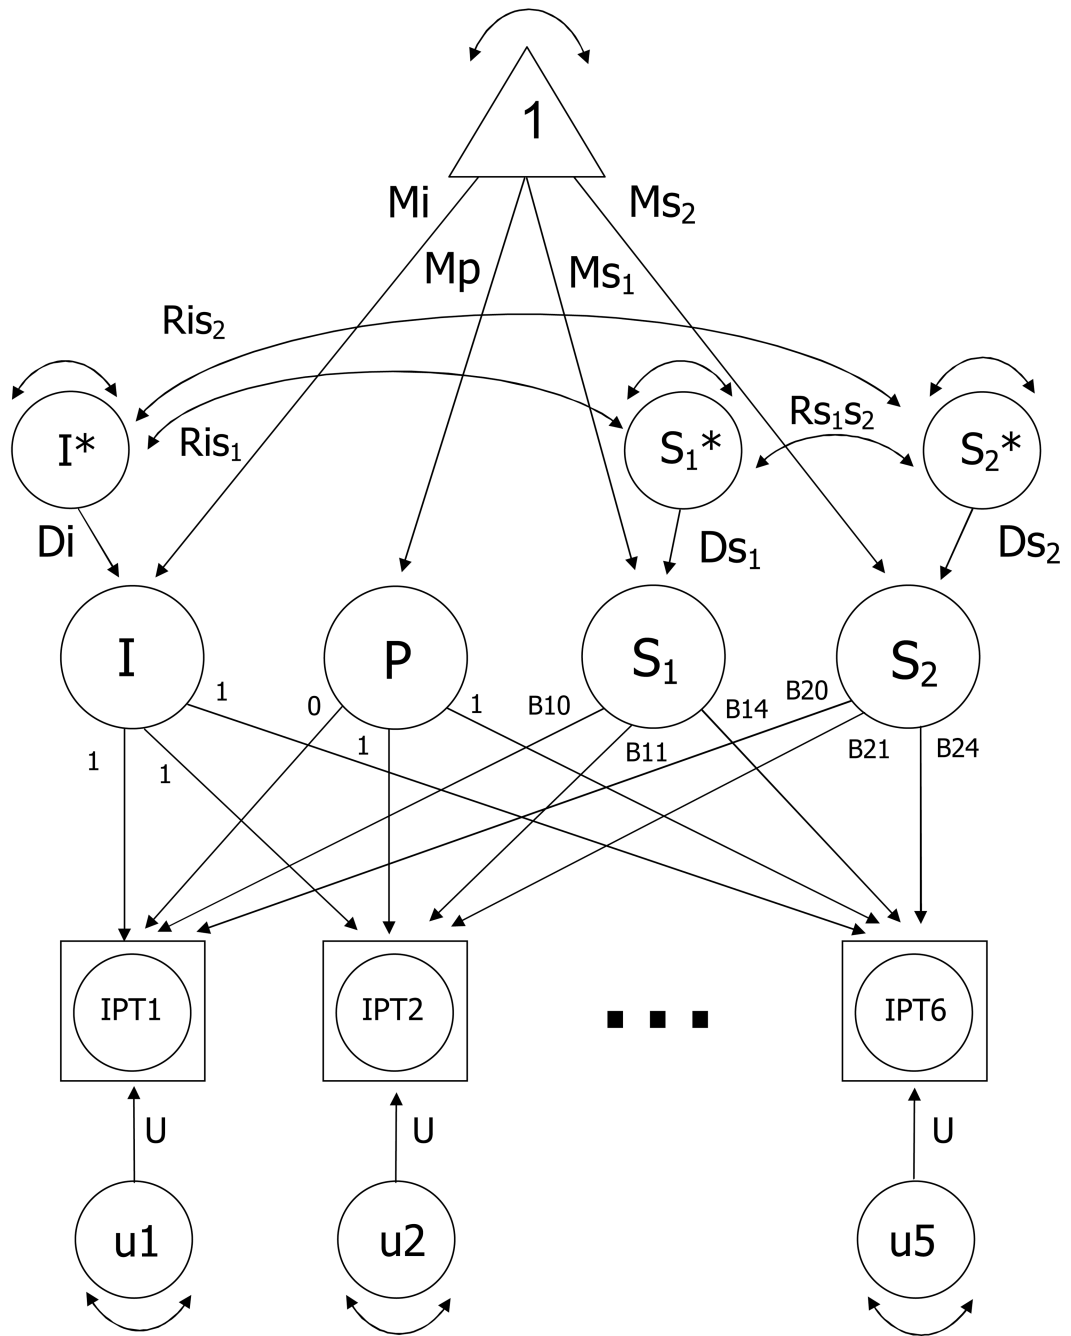 1
Mi
Ms₂
Mp
Ms₁
Ris₂
Rs₁s₂
Ris₁
I*
S₁*
S₂*
Di
Ds₁
Ds₂
I
P
S₁
S₂
1
0
1
B10
B14
B20
1
1
1
B11
B21
B24
IPT1
IPT2
IPT6
U
U
U
u1
u2
u5